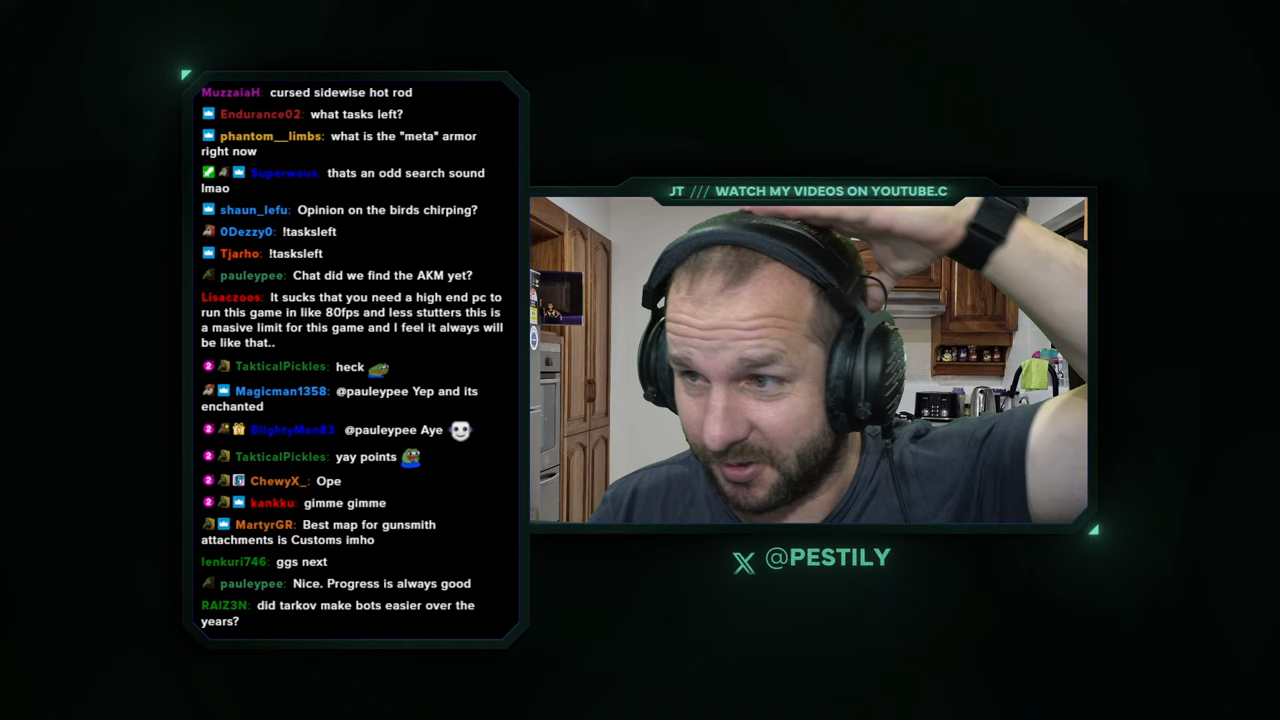 MuzzaiaH: cursed sidewise hot rod
Endurance02: what tasks left?
phantom__limbs: what is the "meta" armor
right now
Superwous: thats an odd search sound
lmao
shaun_lefu: Opinion on the birds chirping?
0Dezzy0: !tasksleft
Tjarho: !tasksleft
pauleypee: Chat did we find the AKM yet?
Lisaczoos: It sucks that you need a high end pc to
run this game in like 80fps and less stutters this is
a masive limit for this game and I feel it always will
be like that..
2 TakticalPickles: heck
Magicman1358: @pauleypee Yep and its
enchanted
2 BlightyMan83: @pauleypee Aye
2 TakticalPickles: yay points
2 ChewyX_: Ope
2 kankku: gimme gimme
MartyrGR: Best map for gunsmith
attachments is Customs imho
lenkuri746: ggs next
pauleypee: Nice. Progress is always good
RAIZ3N: did tarkov make bots easier over the
years?
JT /// WATCH MY VIDEOS ON YOUTUBE.C
X @PESTILY